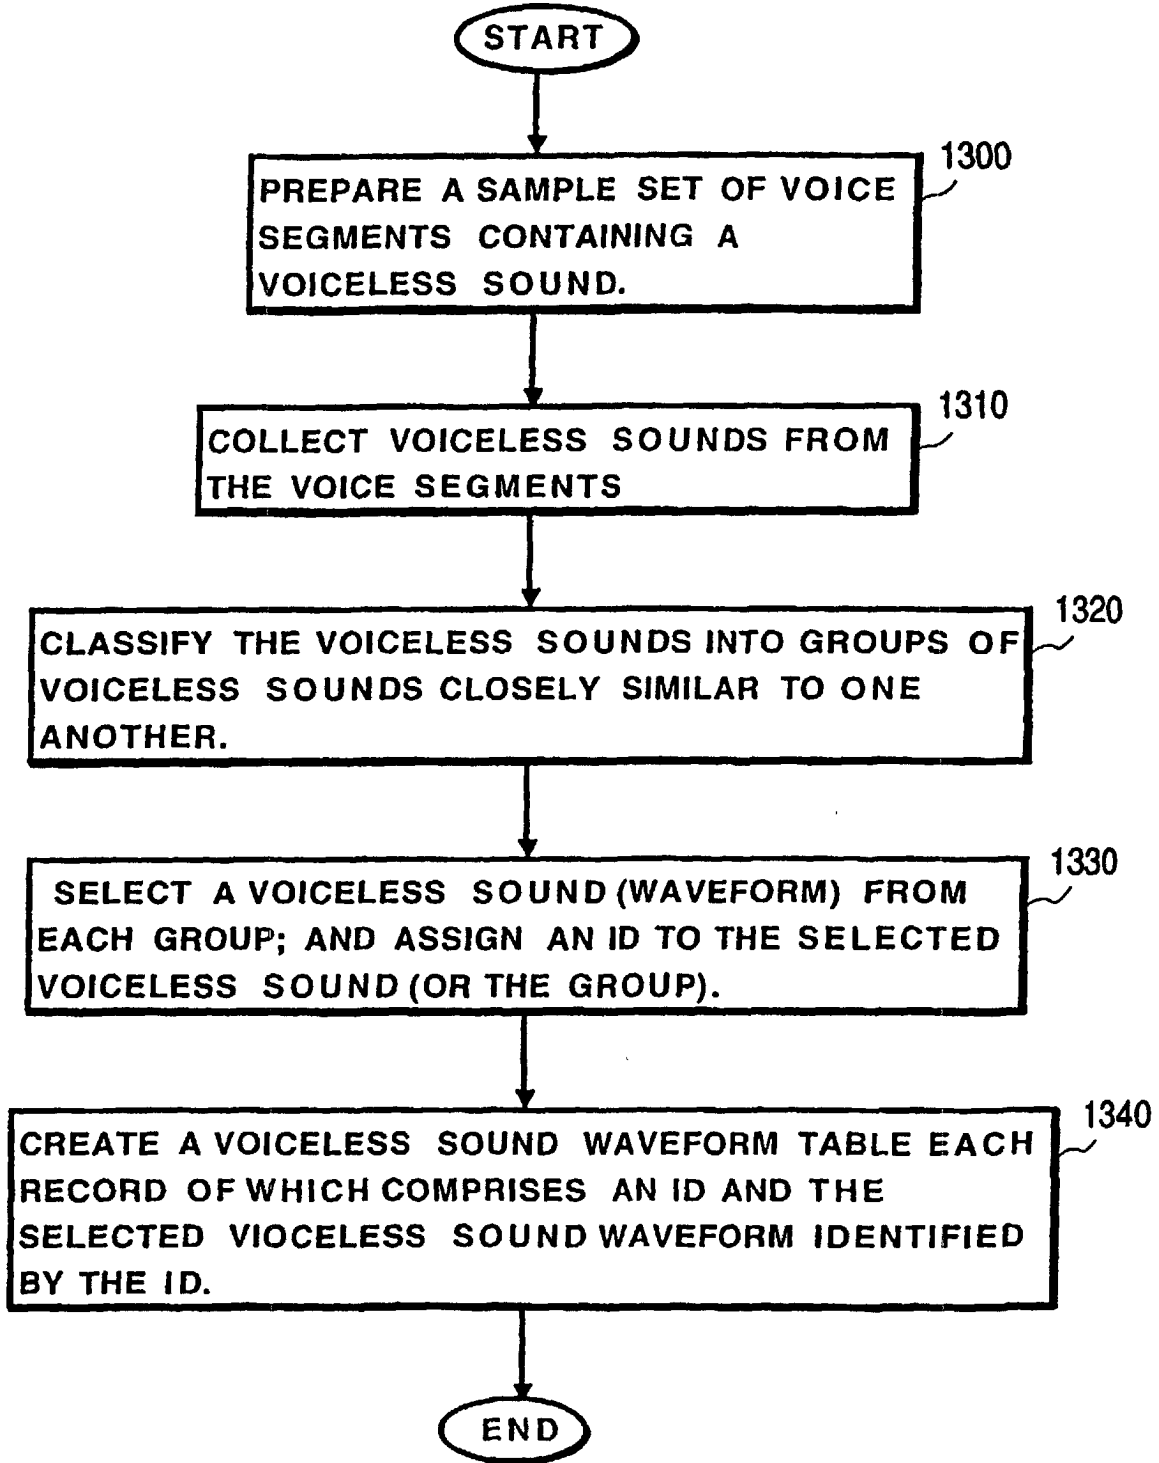 START
1300
PREPARE A SAMPLE SET OF VOICE
SEGMENTS CONTAINING A
VOICELESS SOUND.
1310
COLLECT VOICELESS SOUNDS FROM
THE VOICE SEGMENTS
1320
CLASSIFY THE VOICELESS SOUNDS INTO GROUPS OF
VOICELESS SOUNDS CLOSELY SIMILAR TO ONE
ANOTHER.
1330
SELECT A VOICELESS SOUND (WAVEFORM) FROM
EACH GROUP; AND ASSIGN AN ID TO THE SELECTED
VOICELESS SOUND (OR THE GROUP).
1340
CREATE A VOICELESS SOUND WAVEFORM TABLE EACH
RECORD OF WHICH COMPRISES AN ID AND THE
SELECTED VIOCELESS SOUND WAVEFORM IDENTIFIED
BY THE ID.
END